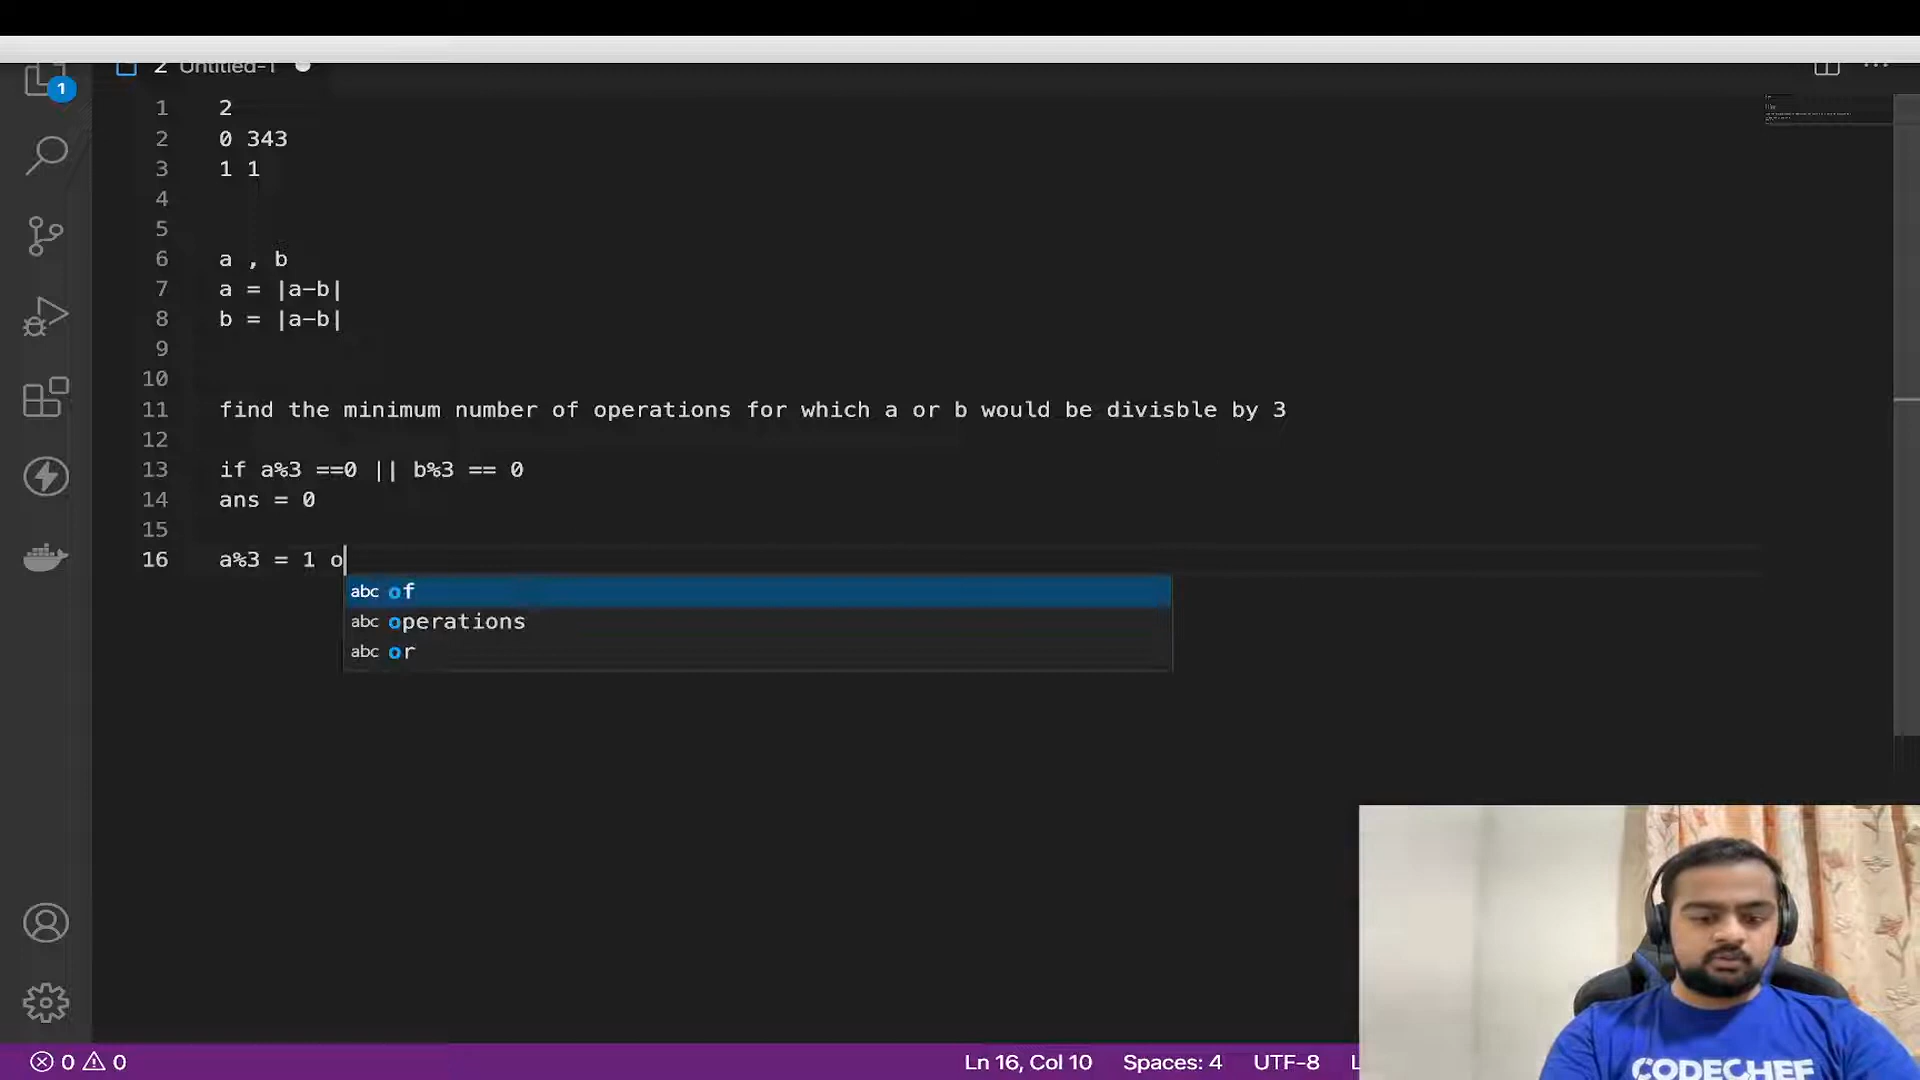 2 Untitled-1
1
1 2
2 0 343
3 1 1
4
5
6 a , b
7 a = |a-b|
8 b = |a-b|
9
10
11 find the minimum number of operations for which a or b would be divisble by 3
12
13 if a%3 ==0 || b%3 == 0
14 ans = 0
15
16 a%3 = 1 o
abc of
abc operations
abc or
CODECHEF
0 0 Ln 16, Col 10 Spaces: 4 UTF-8 L